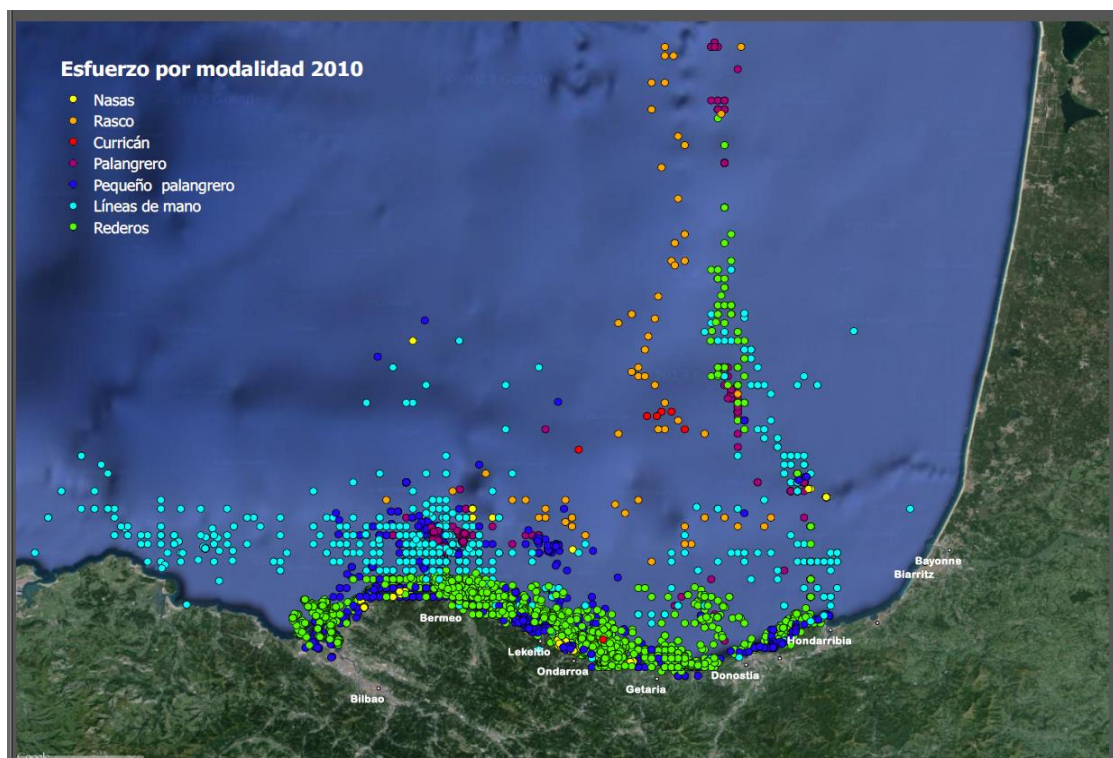 Esfuerzo por modalidad 2010
Nasas
Rasco
Curricán
Palangrero
Pequeño palangrero
Líneas de mano
Rederos
Bayonne
Biarritz
Bermeo
Hondarribia
Lekeitio
Ondarroa
Donostia
Getaria
Bilbao
Google